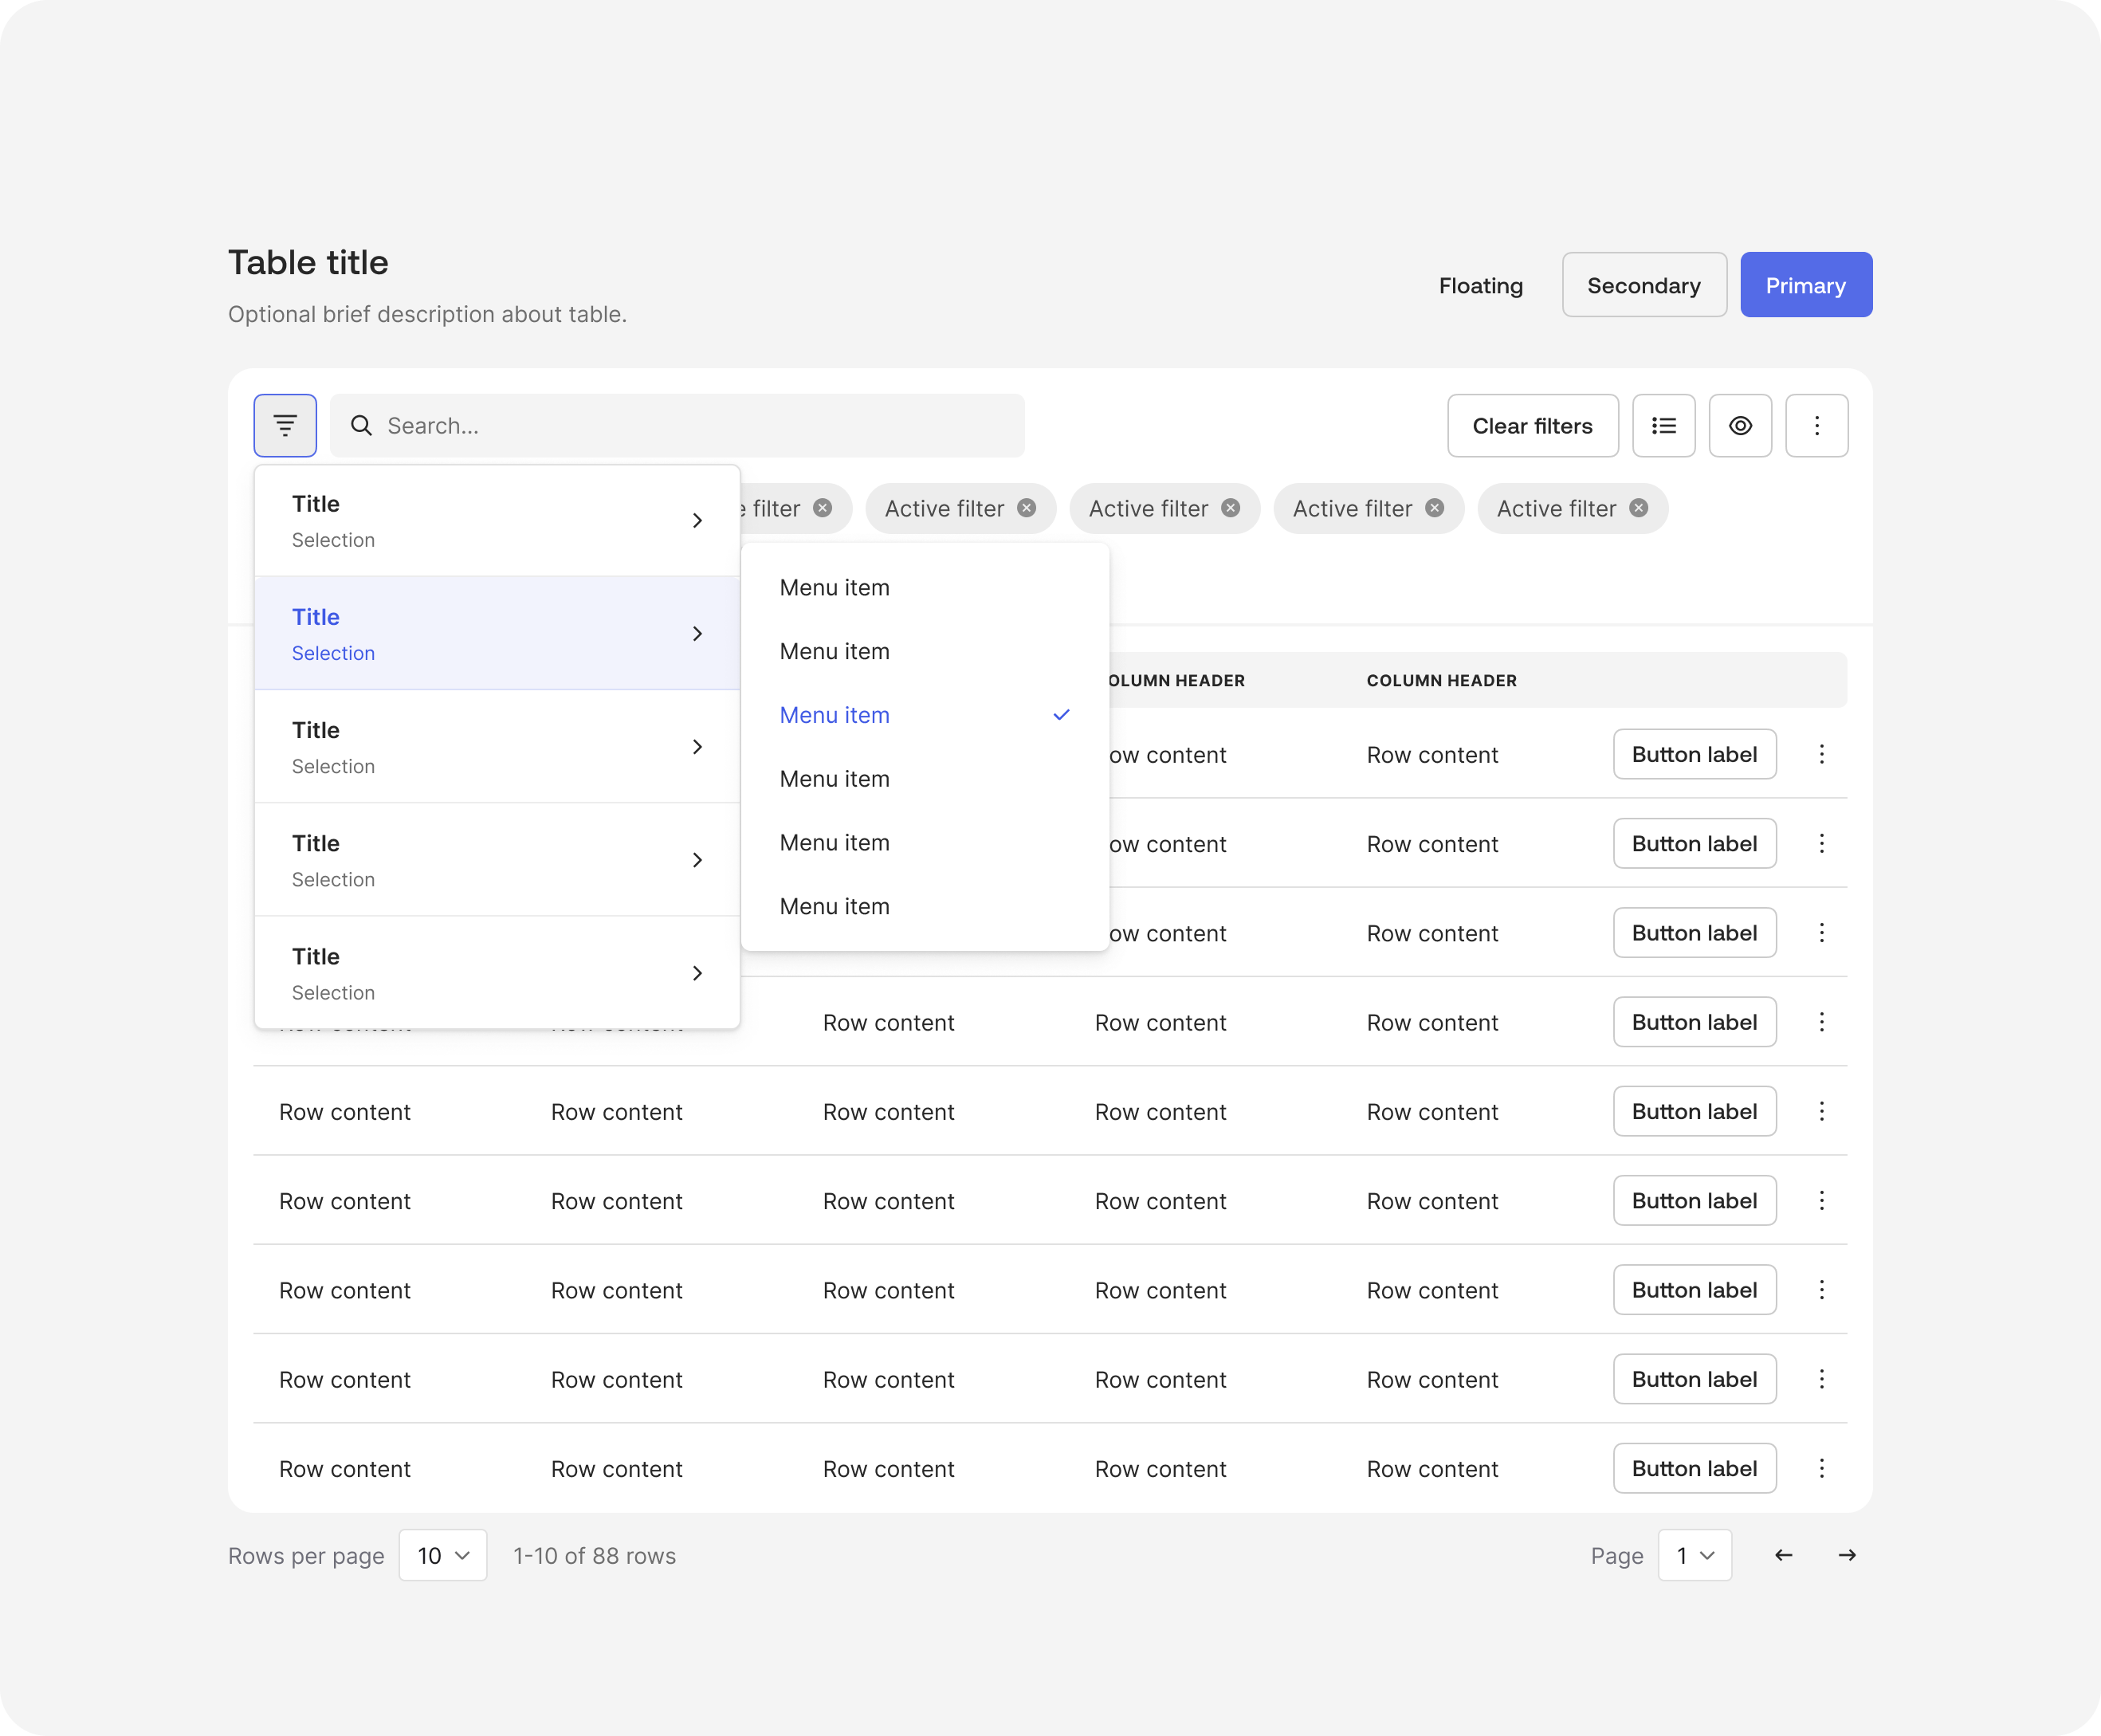 Table title
Optional brief description about table.
Floating
Secondary
Primary
Search...
Clear filters
Title
Selection
filter
Active filter
Active filter
Active filter
Active filter
Title
Selection
Title
Selection
Title
Selection
Title
Selection
Menu item
Menu item
Menu item
Menu item
Menu item
Menu item
OLUMN HEADER COLUMN HEADER
ow content Row content Button label
ow content Row content Button label
ow content Row content Button label
Row content Row content Row content Button label
Row content Row content Row content Row content Row content Button label
Row content Row content Row content Row content Row content Button label
Row content Row content Row content Row content Row content Button label
Row content Row content Row content Row content Row content Button label
Row content Row content Row content Row content Row content Button label
Rows per page 10 1-10 of 88 rows
Page 1